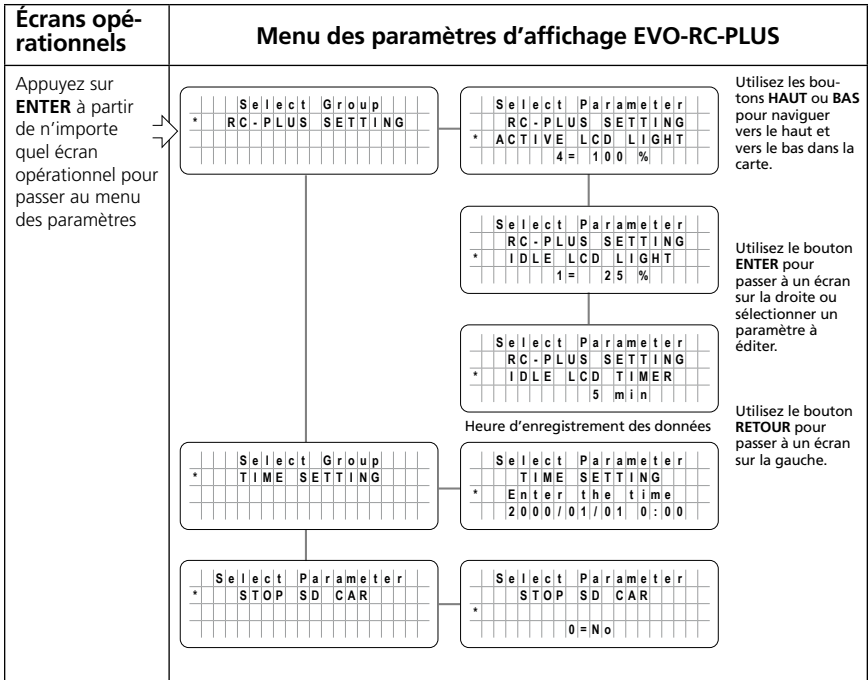 Écrans opé-
rationnels
Menu des paramètres d’affichage EVO-RC-PLUS
Appuyez sur
ENTER à partir
de n’importe
quel écran
opérationnel pour
passer au menu
des paramètres
Select Group
* RC-PLUS SETTING
Select Parameter
RC-PLUS SETTING
* ACTIVE LCD LIGHT
4= 100 %
Utilisez les bou-
tons HAUT ou BAS
pour naviguer
vers le haut et
vers le bas dans la
carte.
Select Parameter
RC-PLUS SETTING
* IDLE LCD LIGHT
1= 25 %
Utilisez le bouton
ENTER pour
passer à un écran
sur la droite ou
sélectionner un
paramètre à
éditer.
Select Parameter
RC-PLUS SETTING
* IDLE LCD TIMER
5 min
Utilisez le bouton
RETOUR pour
passer à un écran
sur la gauche.
Heure d’enregistrement des données
Select Group
* TIME SETTING
Select Parameter
TIME SETTING
* Enter the time
2000/01/01 0:00
Select Parameter
* STOP SD CAR
Select Parameter
STOP SD CAR
*
0=No